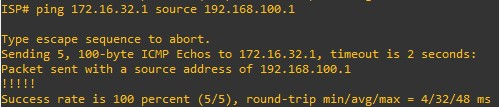 ISP# ping 172.16.32.1 source 192.168.100.1
Type escape sequence to abort.
Sending 5, 100-byte ICMP Echos to 172.16.32.1, timeout is 2 seconds:
Packet sent with a source address of 192.168.100.1
!!!!!
Success rate is 100 percent (5/5), round-trip min/avg/max = 4/32/48 ms